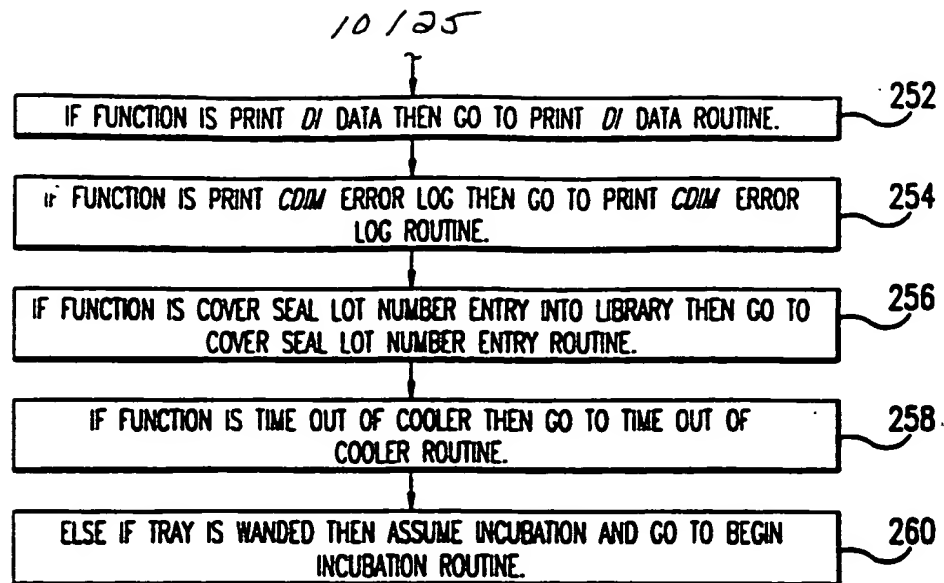 10 125
IF FUNCTION IS PRINT DI DATA THEN GO TO PRINT DI DATA ROUTINE.
252
IF FUNCTION IS PRINT CDIM ERROR LOG THEN GO TO PRINT CDIM ERROR
LOG ROUTINE.
254
IF FUNCTION IS COVER SEAL LOT NUMBER ENTRY INTO LIBRARY THEN GO TO
COVER SEAL LOT NUMBER ENTRY ROUTINE.
256
IF FUNCTION IS TIME OUT OF COOLER THEN GO TO TIME OUT OF
COOLER ROUTINE.
258
ELSE IF TRAY IS WANDED THEN ASSUME INCUBATION AND GO TO BEGIN
INCUBATION ROUTINE.
260